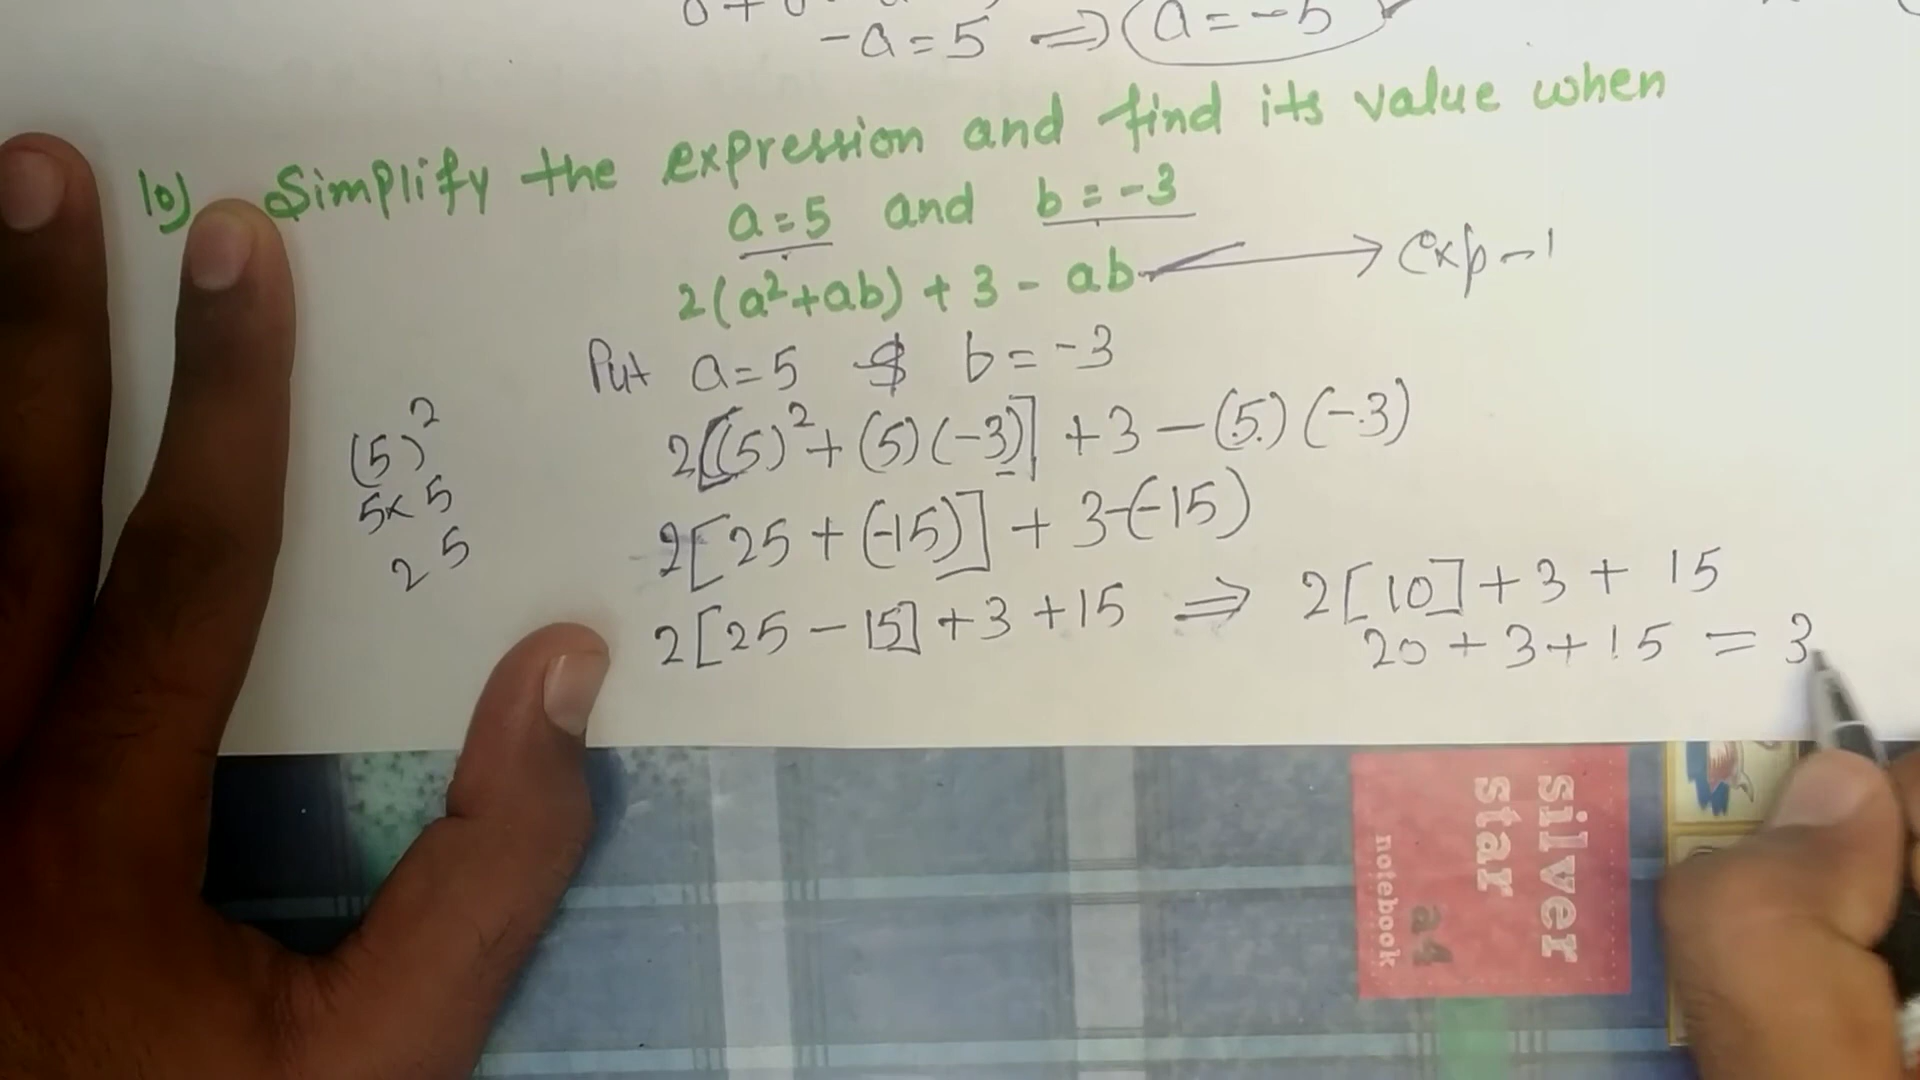 -a = 5 ⇒ a = -5
10) Simplify the expression and find its value when
a = 5 and b = -3
2(a²+ab) + 3 - ab → exp-1
Put a = 5 & b = -3
2[(5)² + (5)(-3)] + 3 - (5)(-3)
2[25 + (-15)] + 3-(-15)
2[25 - 15] + 3 + 15 ⇒ 2[10] + 3 + 15
20 + 3 + 15 = 3
(5)²
5×5
25
silver
star
a4
notebook